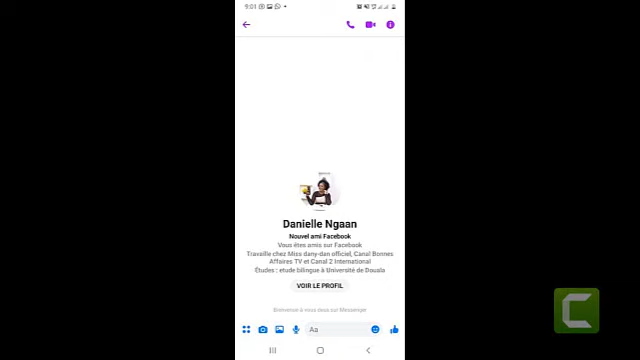 9:01
Danielle Ngaan
Nouvel ami Facebook
Vous êtes amis sur Facebook
Travaille chez Miss dany-dan officiel, Canal Bonnes
Affaires TV et Canal 2 International
Études : etude bilingue à Université de Douala
VOIR LE PROFIL
Bienvenue à vous deux sur Messenger
Aa